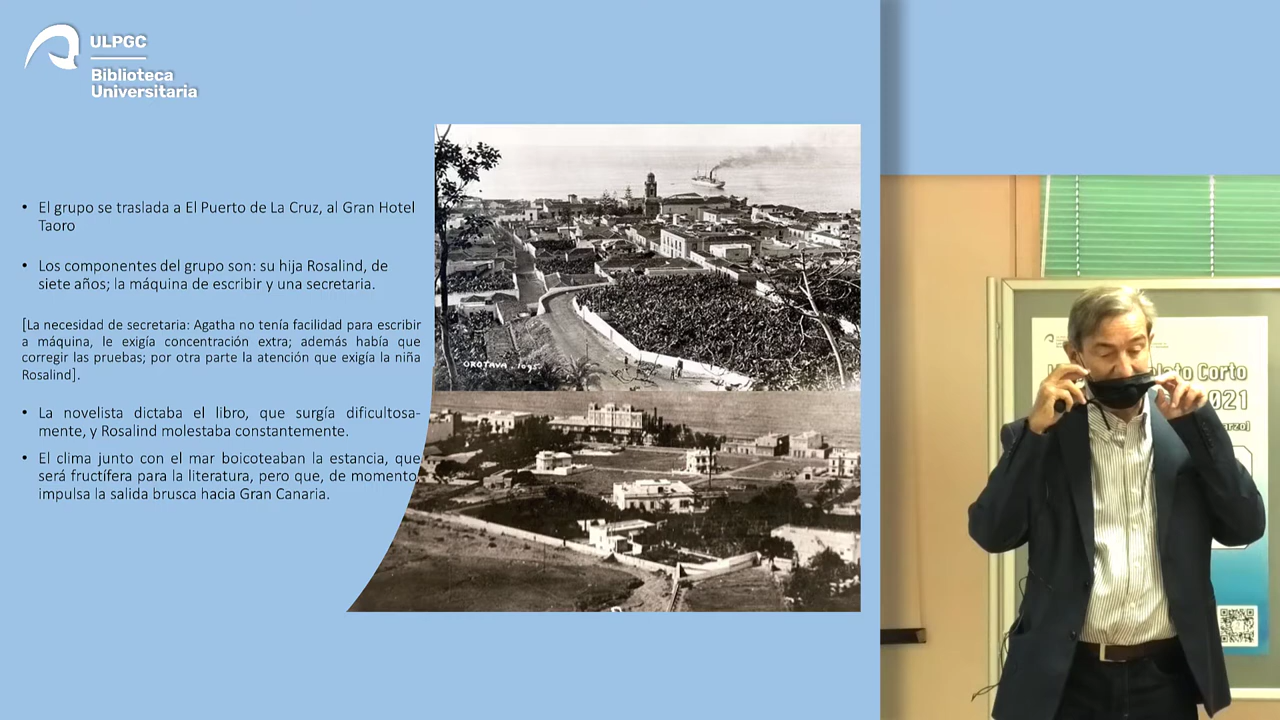 ULPGC
Biblioteca
Universitaria
• El grupo se traslada a El Puerto de La Cruz, al Gran Hotel
Taoro
• Los componentes del grupo son: su hija Rosalind, de
siete años; la máquina de escribir y una secretaria.
[La necesidad de secretaria: Agatha no tenía facilidad para escribir
a máquina, le exigía concentración extra; además había que
corregir las pruebas; por otra parte la atención que exigía la niña
Rosalind].
• La novelista dictaba el libro, que surgía dificultosa-
mente, y Rosalind molestaba constantemente.
• El clima junto con el mar boicoteaban la estancia, que
será fructífera para la literatura, pero que, de momento,
impulsa la salida brusca hacia Gran Canaria.
OROTAVA
Corto
021